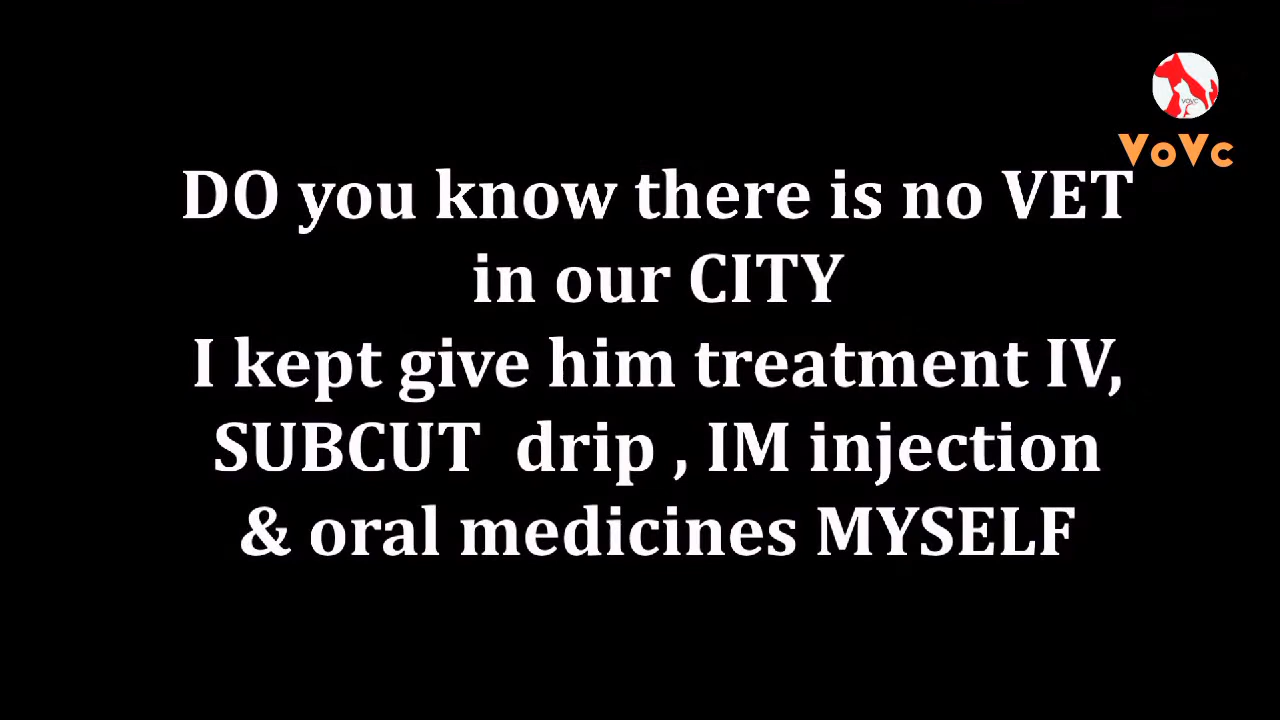 VoVc
DO you know there is no VET
in our CITY
I kept give him treatment IV,
SUBCUT drip , IM injection
& oral medicines MYSELF